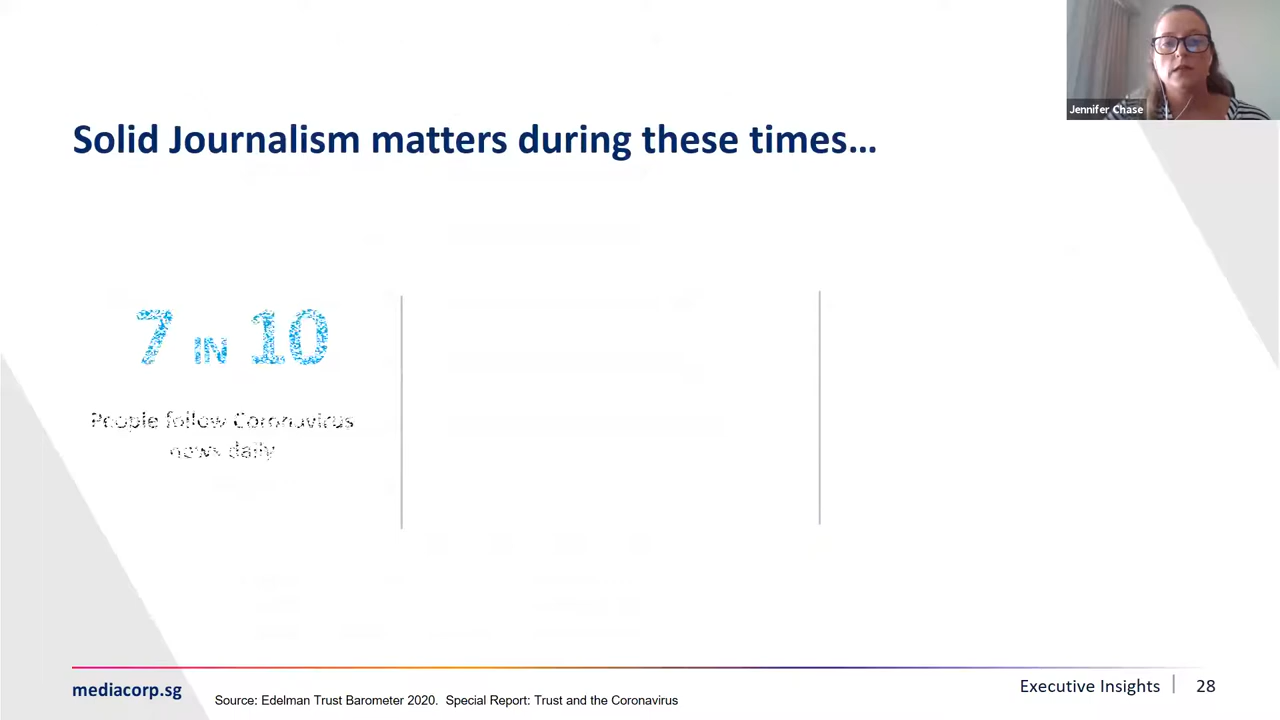 Jennifer Chase
Solid Journalism matters during these times…
7 IN 10
People follow Coronavirus
news daily
mediacorp.sg
Source: Edelman Trust Barometer 2020. Special Report: Trust and the Coronavirus
Executive Insights | 28